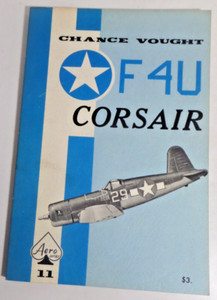 CHANCE VOUGHT
F4U
CORSAIR
29
Aero
11
$3.